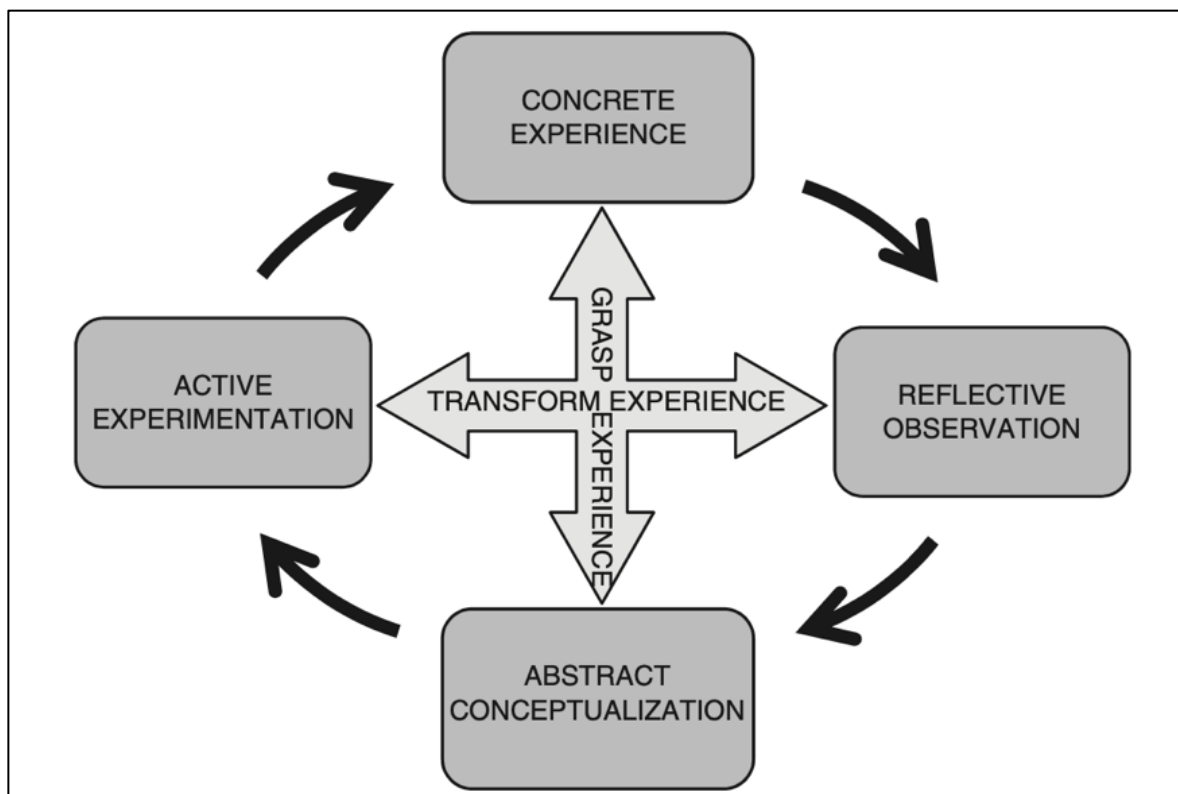 CONCRETE
EXPERIENCE
GRASP EXPERIENCE
ACTIVE
EXPERIMENTATION
TRANSFORM EXPERIENCE
REFLECTIVE
OBSERVATION
ABSTRACT
CONCEPTUALIZATION